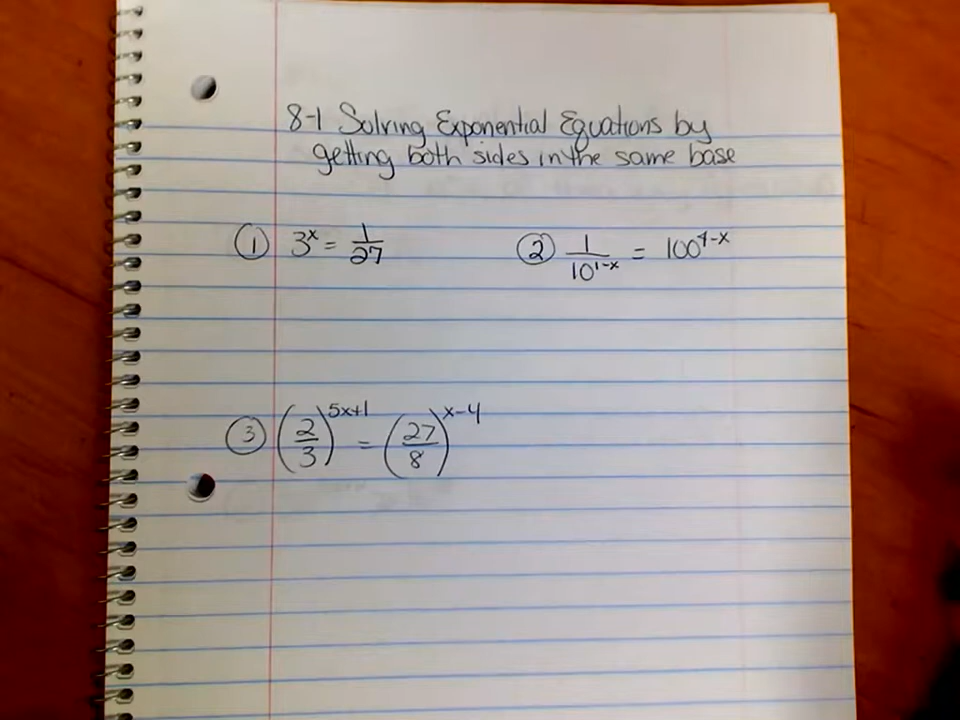 8-1 Solving Exponential Equations by
getting both sides in the same base
① 3^x = 1/27
② 1/10^(1-x) = 100^(4-x)
③ (2/3)^(5x+1) = (27/8)^(x-4)